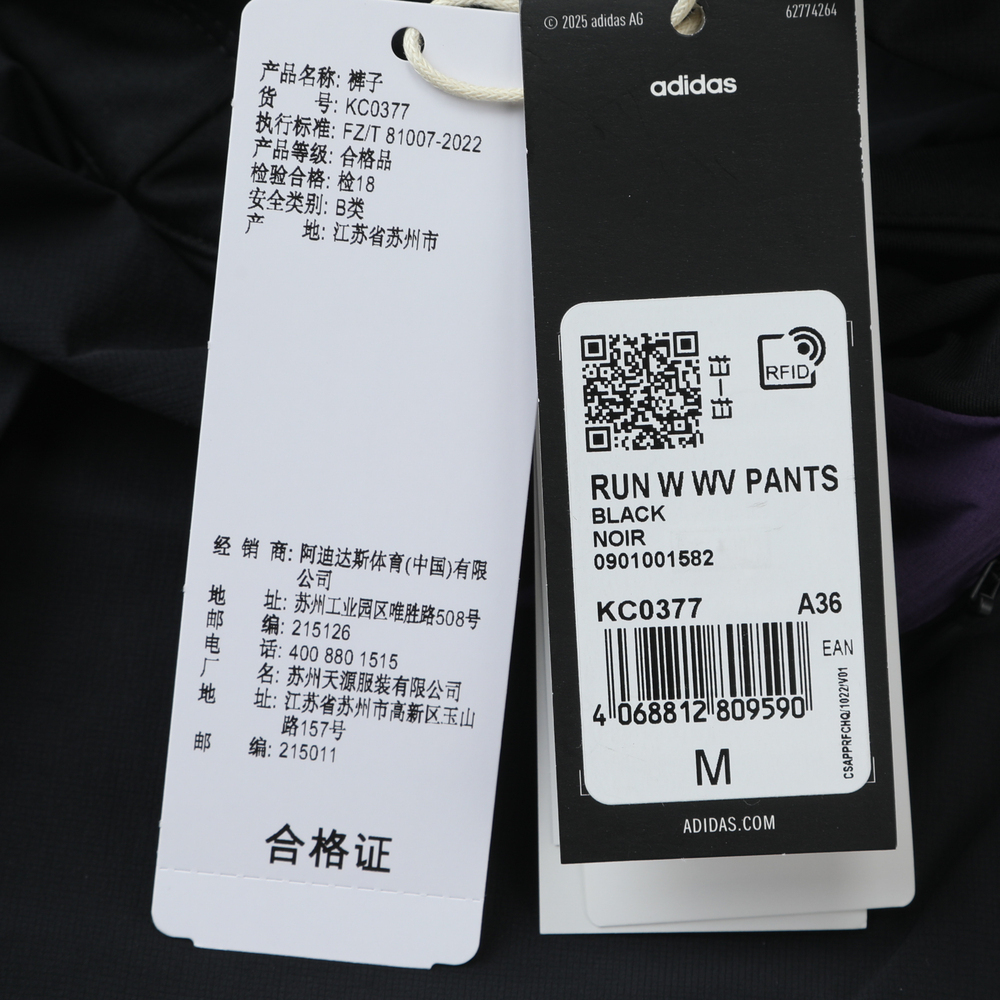 产品名称: 裤子
货 号: KC0377
执行标准: FZ/T 81007-2022
产品等级: 合格品
检验合格: 检18
安全类别: B类
产 地: 江苏省苏州市
经 销 商: 阿迪达斯体育(中国)有限
公司
地 址: 苏州工业园区唯胜路508号
邮 编: 215126
电 话: 400 880 1515
厂 名: 苏州天源服装有限公司
地 址: 江苏省苏州市高新区玉山
路157号
邮 编: 215011
合格证
© 2025 adidas AG
62774264
adidas
扫一扫
RFID
RUN W WV PANTS
BLACK
NOIR
0901001582
KC0377 A36
EAN
4 068812 809590
CSAPPRFCHQ/1022/V01
M
ADIDAS.COM